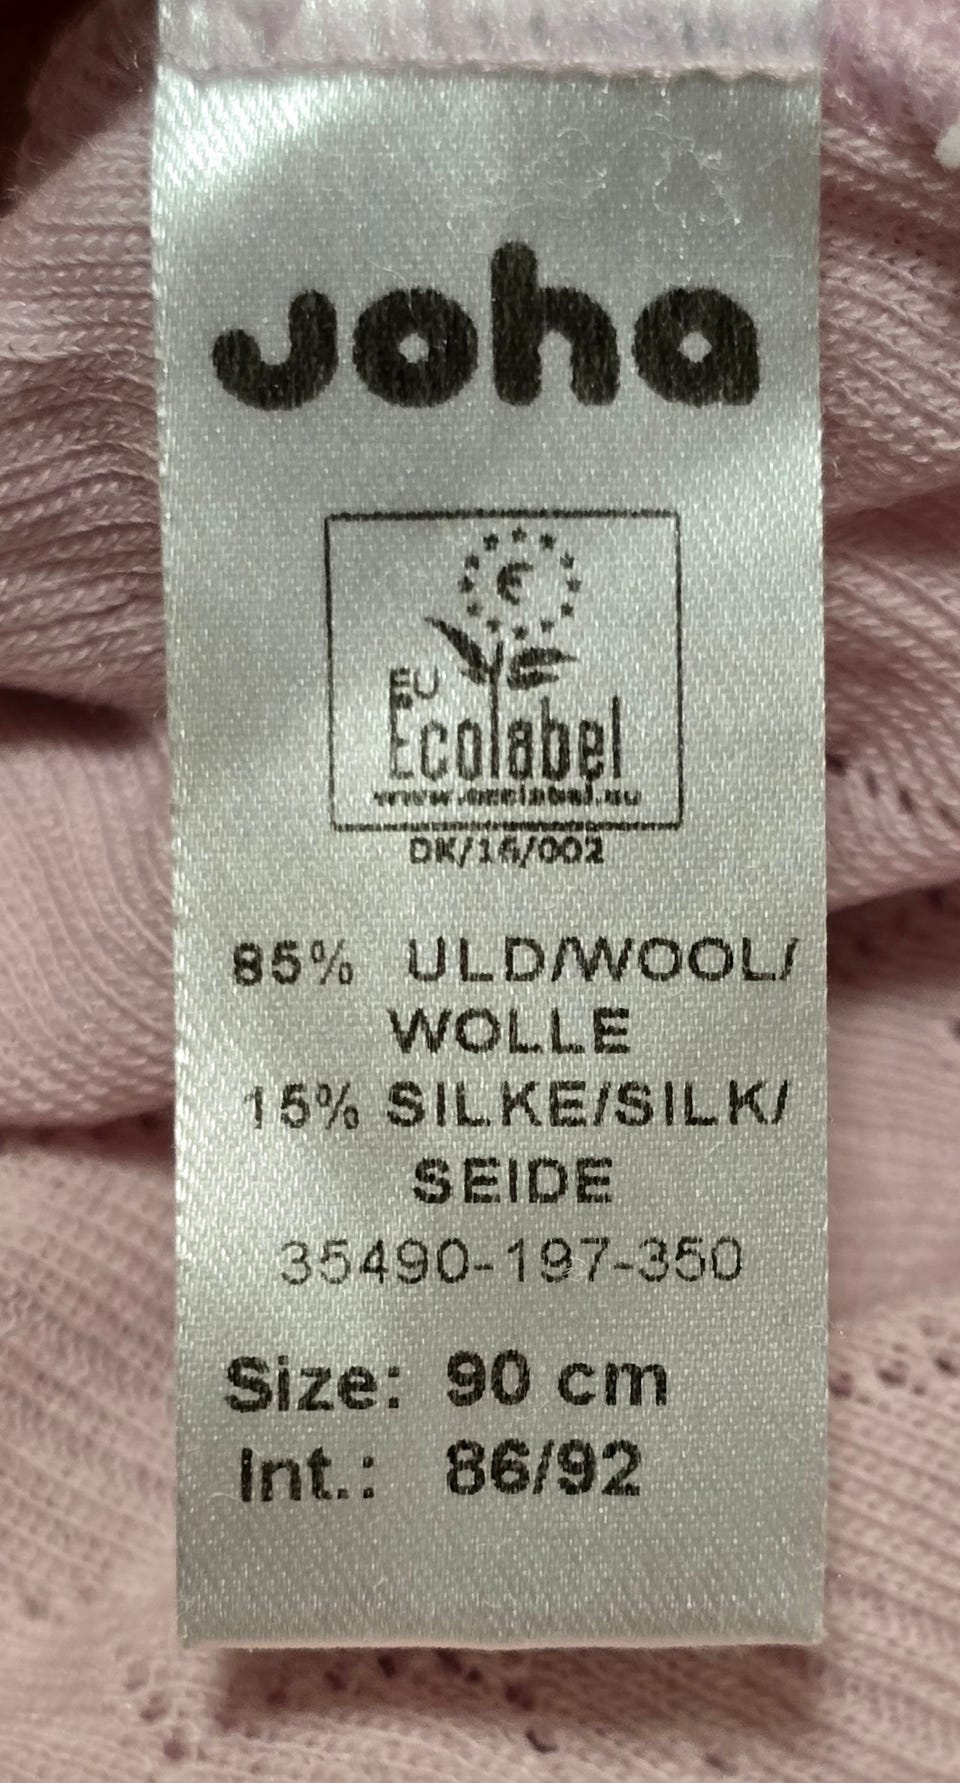 Joha
EU
Ecolabel
www.ecolabel.eu
DK/16/002
85% ULD/WOOL/
WOLLE
15% SILKE/SILK/
SEIDE
35490-197-350
Size: 90 cm
Int.: 86/92